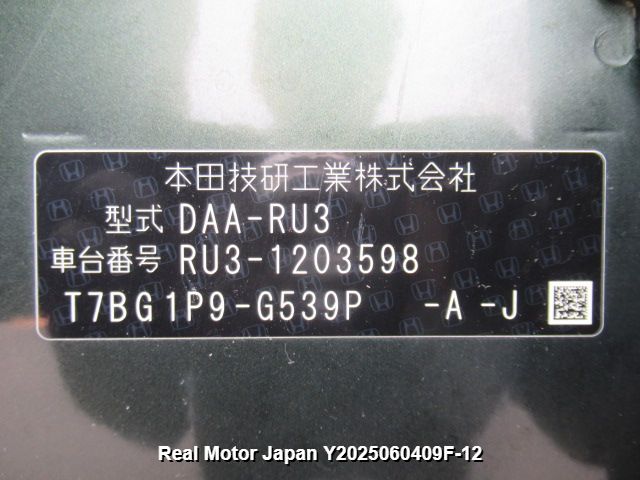 本田技研工業株式会社
型式 DAA-RU3
車台番号 RU3-1203598
T7BG1P9-G539P -A -J
Real Motor Japan Y2025060409F-12